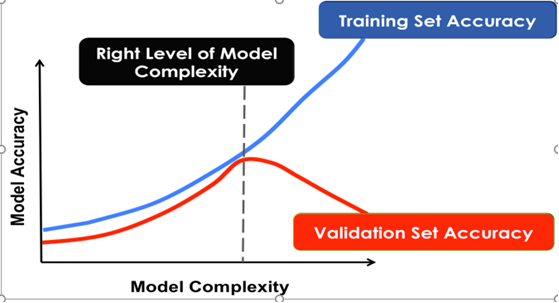 Training Set Accuracy
Right Level of Model
Complexity
Model Accuracy
Validation Set Accuracy
Model Complexity